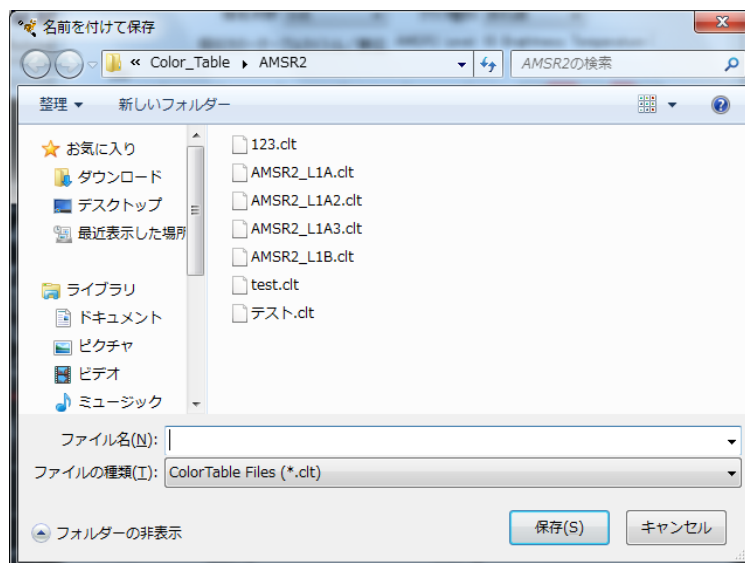 名前を付けて保存
« Color_Table ▸ AMSR2
AMSR2の検索
整理 ▼ 新しいフォルダー
お気に入り
ダウンロード
デスクトップ
最近表示した場所
ライブラリ
ドキュメント
ピクチャ
ビデオ
ミュージック
123.clt
AMSR2_L1A.clt
AMSR2_L1A2.clt
AMSR2_L1A3.clt
AMSR2_L1B.clt
test.clt
テスト.clt
ファイル名(N):
ファイルの種類(T): ColorTable Files (*.clt)
フォルダーの非表示
保存(S) キャンセル